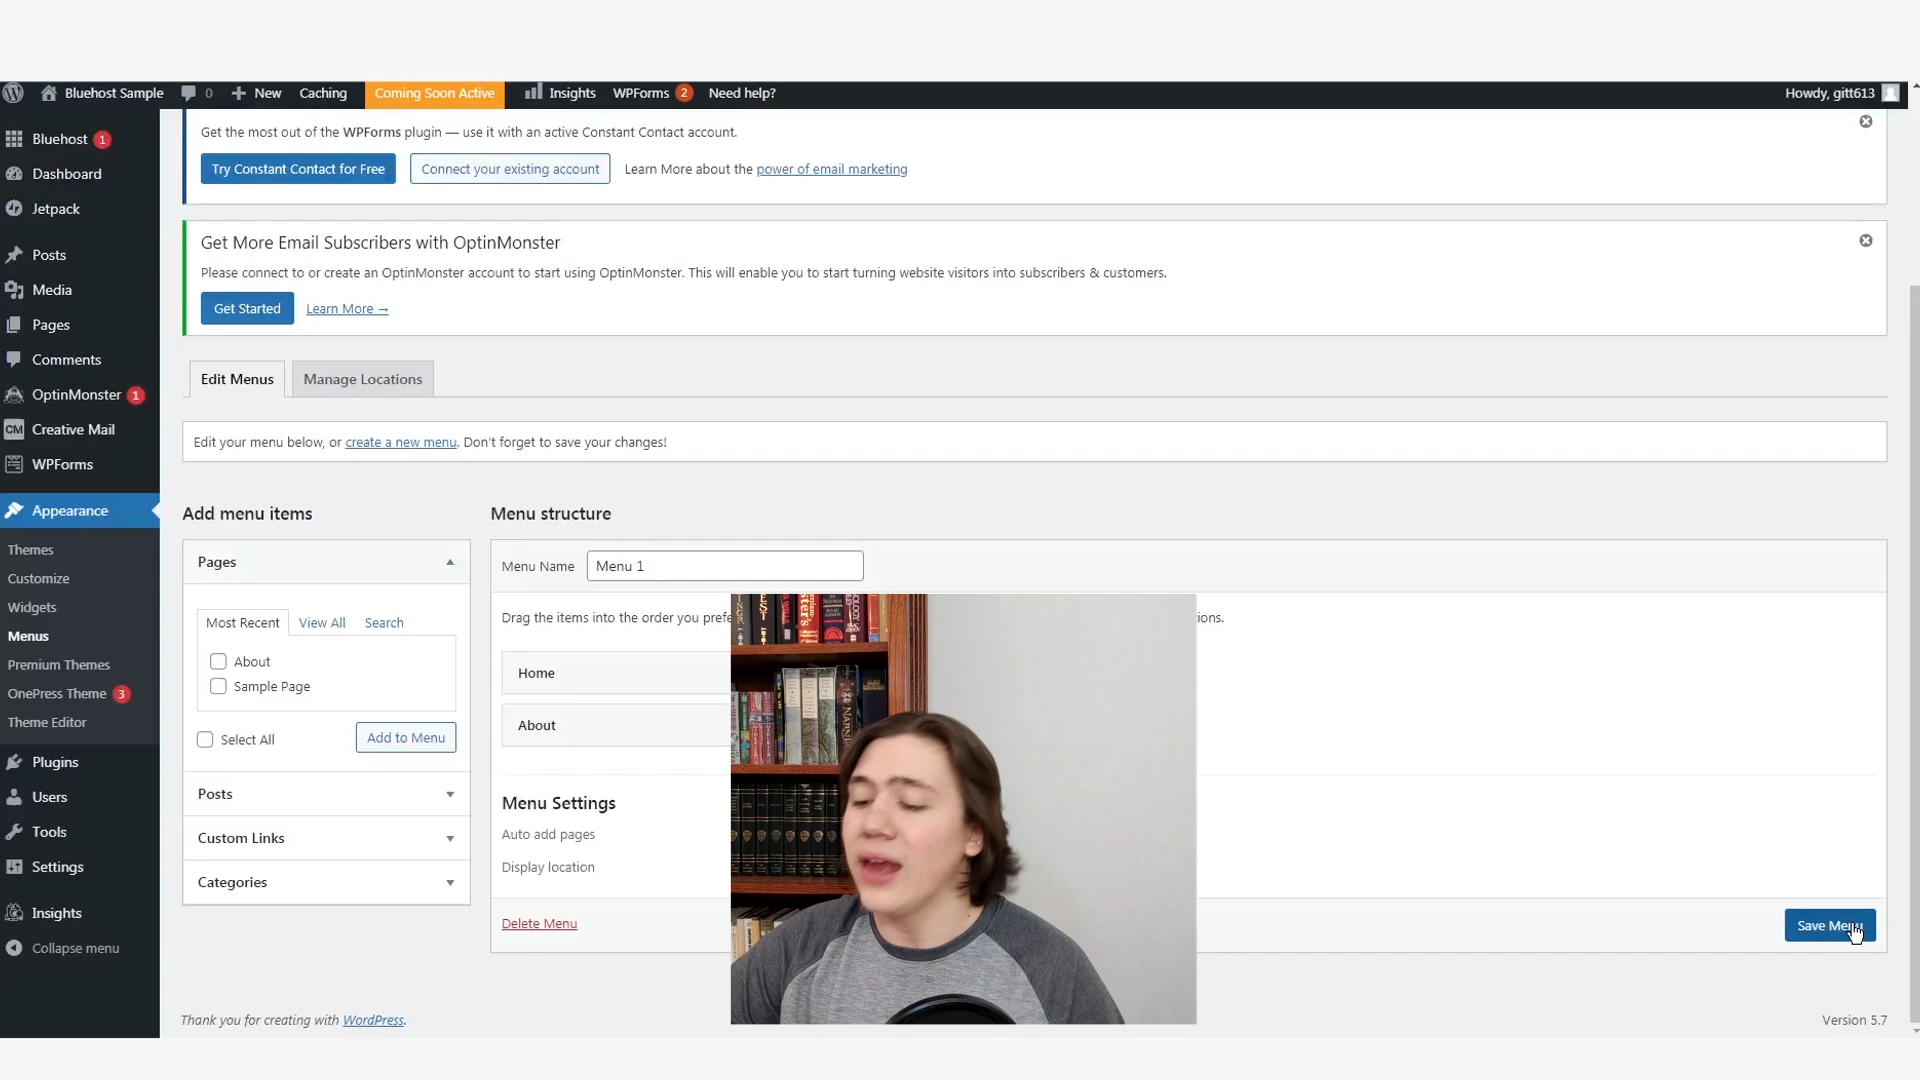 Bluehost Sample 0 New Caching Coming Soon Active Insights WPForms 2 Need help? Howdy, gitt613
Bluehost 1
Dashboard
Jetpack
Posts
Media
Pages
Comments
OptinMonster 1
CM Creative Mail
WPForms
Appearance
Themes
Customize
Widgets
Menus
Premium Themes
OnePress Theme 3
Theme Editor
Plugins
Users
Tools
Settings
Insights
Collapse menu
Get the most out of the WPForms plugin — use it with an active Constant Contact account.
Try Constant Contact for Free Connect your existing account Learn More about the power of email marketing
Get More Email Subscribers with OptinMonster
Please connect to or create an OptinMonster account to start using OptinMonster. This will enable you to start turning website visitors into subscribers & customers.
Get Started Learn More →
Edit Menus Manage Locations
Edit your menu below, or create a new menu. Don't forget to save your changes!
Add menu items
Pages
Most Recent View All Search
About
Sample Page
Select All Add to Menu
Posts
Custom Links
Categories
Menu structure
Menu Name Menu 1
Drag the items into the order you prefe ions.
Home
About
Menu Settings
Auto add pages
Display location
Delete Menu Save Menu
Thank you for creating with WordPress. Version 5.7